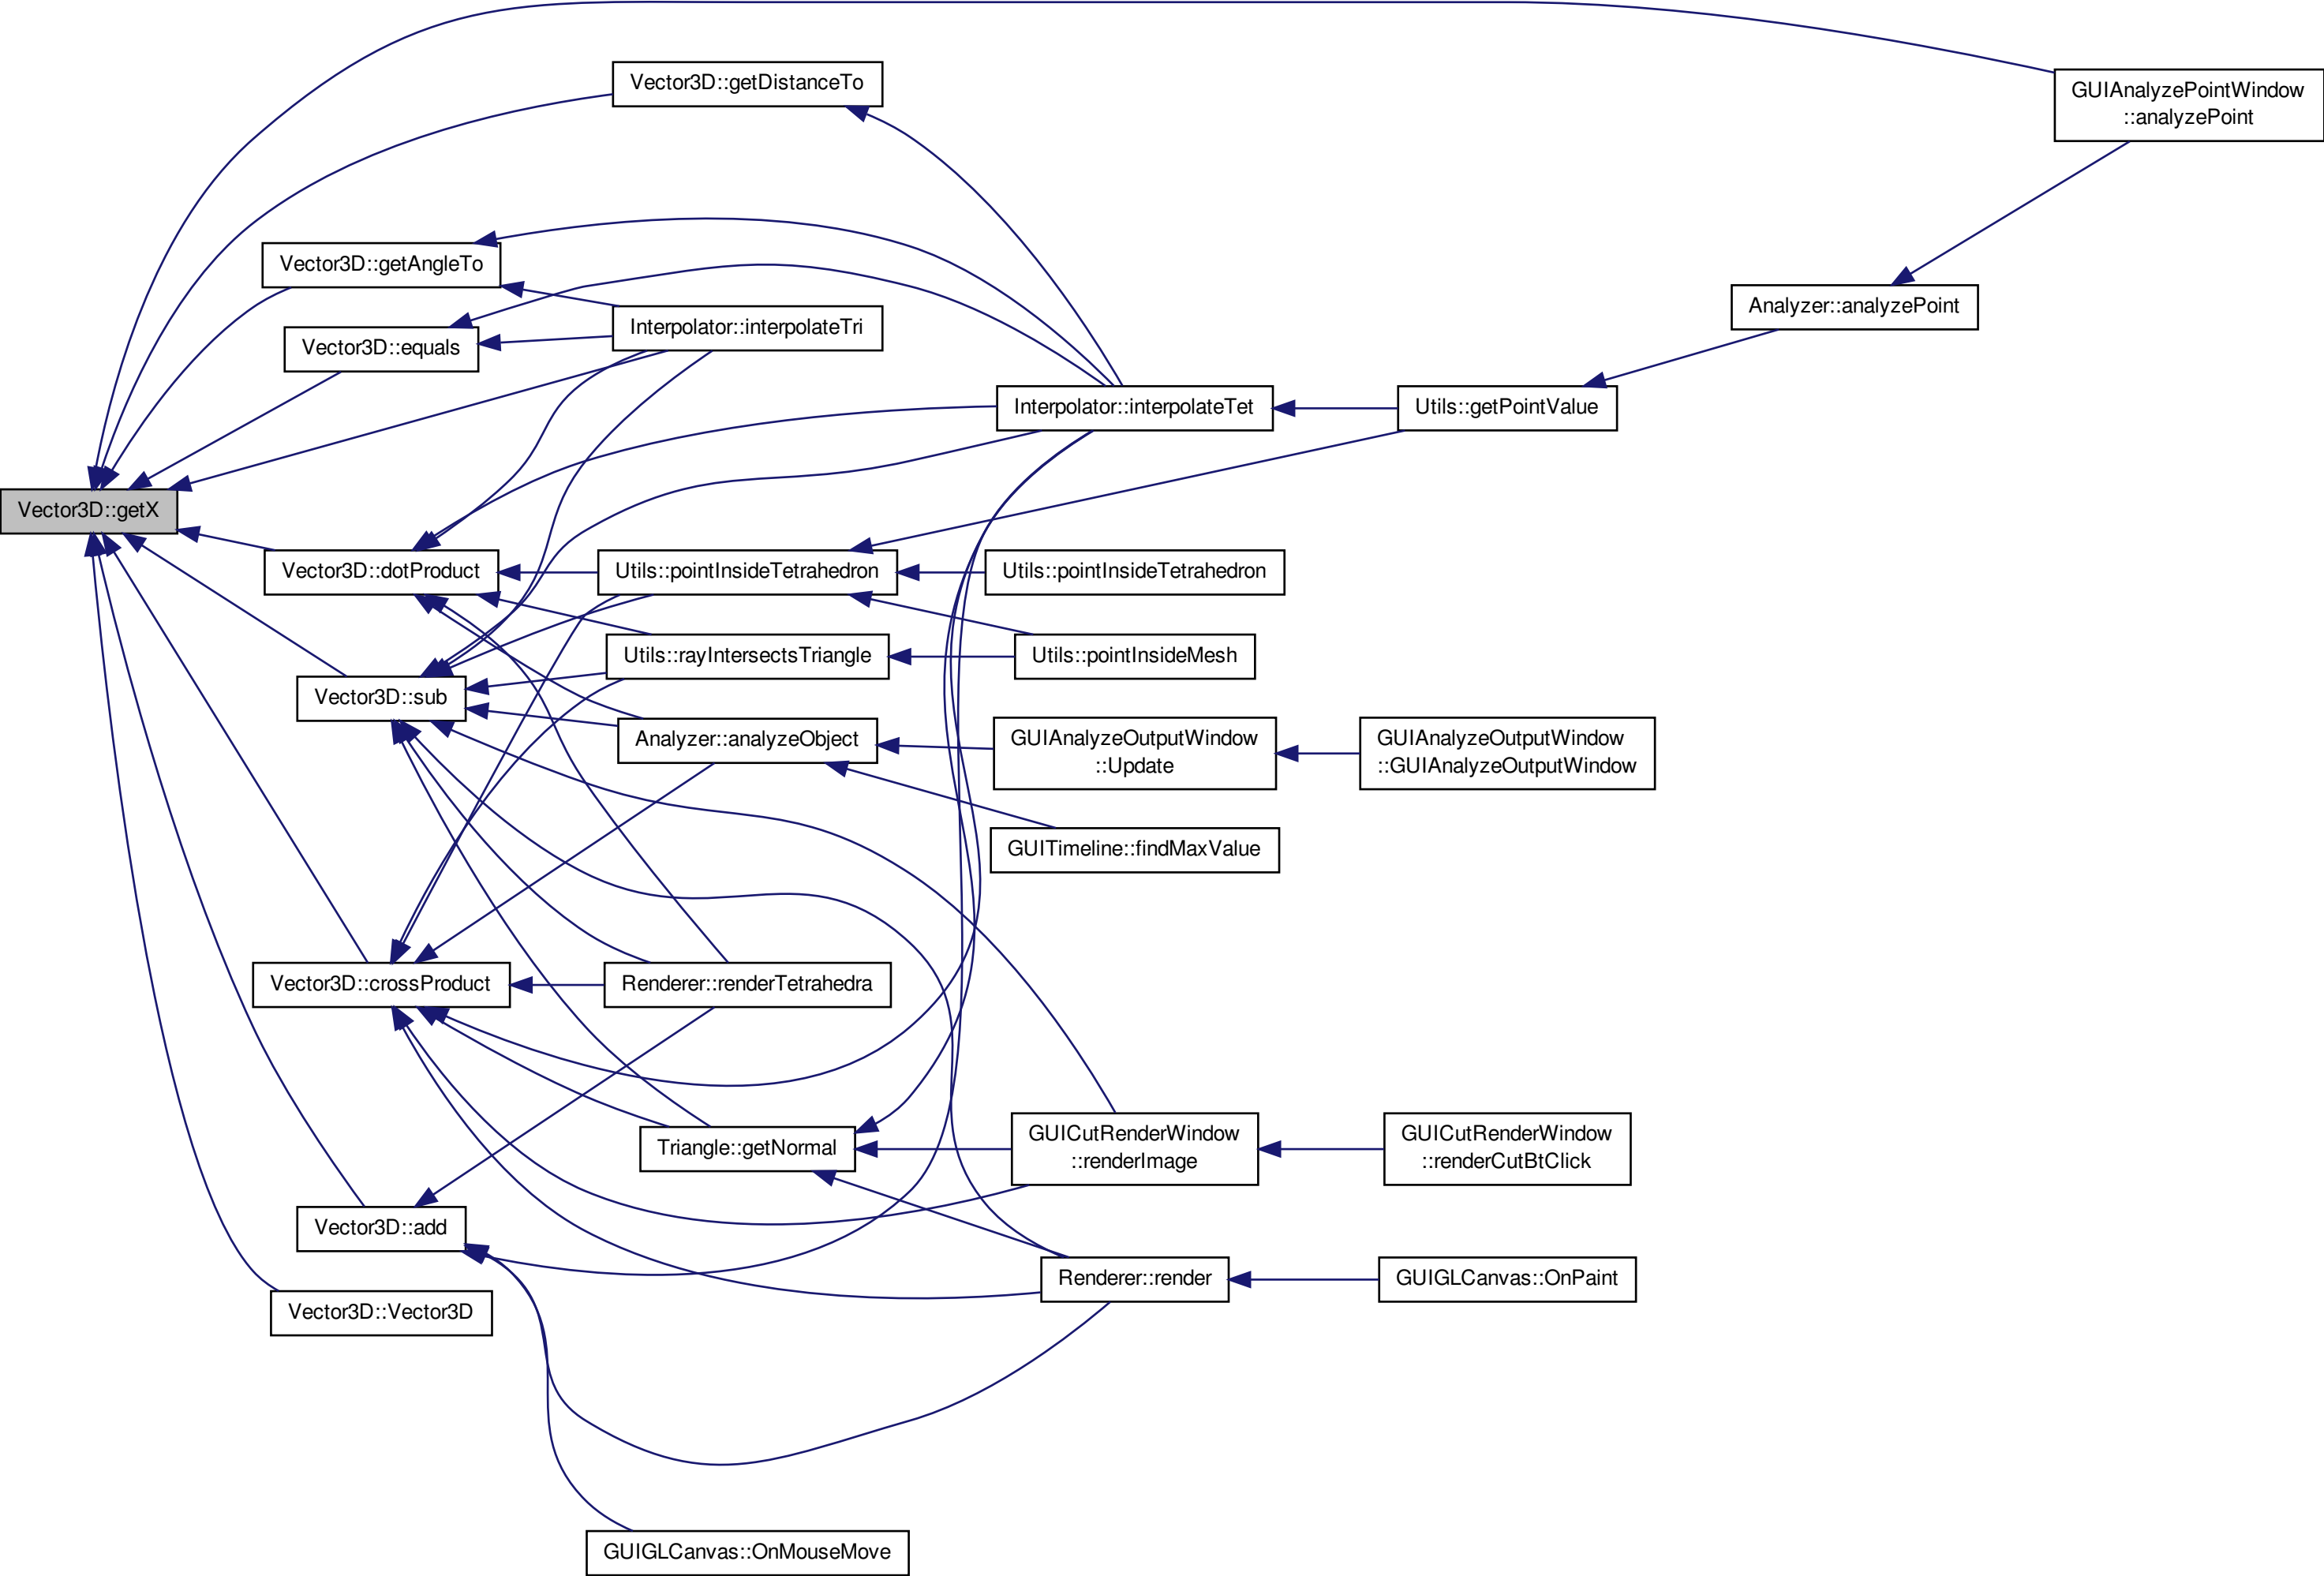 Vector3D::getDistanceTo
GUIAnalyzePointWindow
::analyzePoint
Vector3D::getAngleTo
Analyzer::analyzePoint
Interpolator::interpolateTri
Vector3D::equals
Interpolator::interpolateTet
Utils::getPointValue
Vector3D::getX
Vector3D::dotProduct
Utils::pointInsideTetrahedron
Utils::pointInsideTetrahedron
Utils::rayIntersectsTriangle
Utils::pointInsideMesh
Vector3D::sub
Analyzer::analyzeObject
GUIAnalyzeOutputWindow
::Update
GUIAnalyzeOutputWindow
::GUIAnalyzeOutputWindow
GUITimeline::findMaxValue
Vector3D::crossProduct
Renderer::renderTetrahedra
Triangle::getNormal
GUICutRenderWindow
::renderImage
GUICutRenderWindow
::renderCutBtClick
Vector3D::add
Renderer::render
GUIGLCanvas::OnPaint
Vector3D::Vector3D
GUIGLCanvas::OnMouseMove